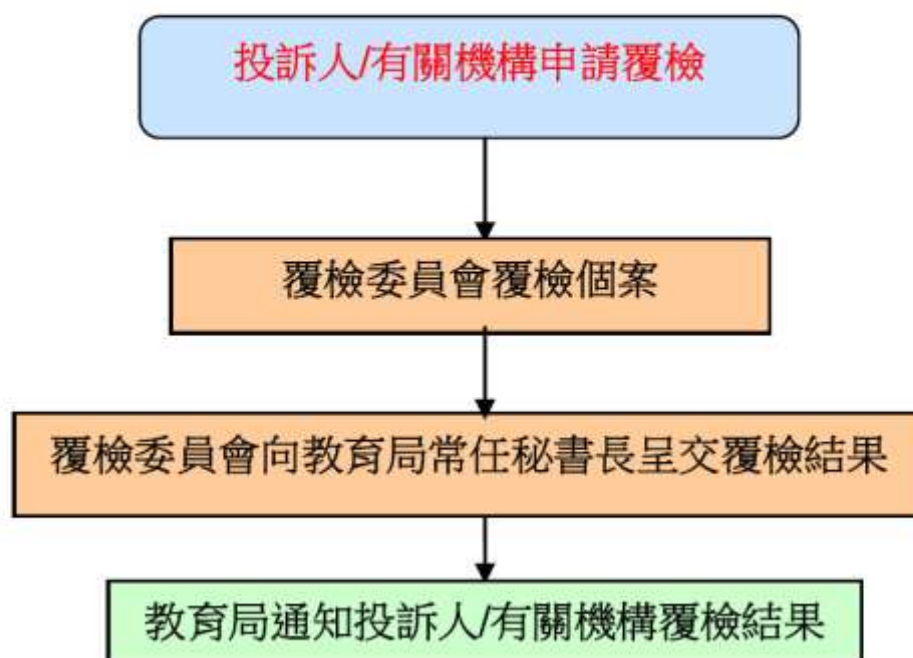 投訴人/有關機構申請覆檢
覆檢委員會覆檢個案
覆檢委員會向教育局常任秘書長呈交覆檢結果
教育局通知投訴人/有關機構覆檢結果